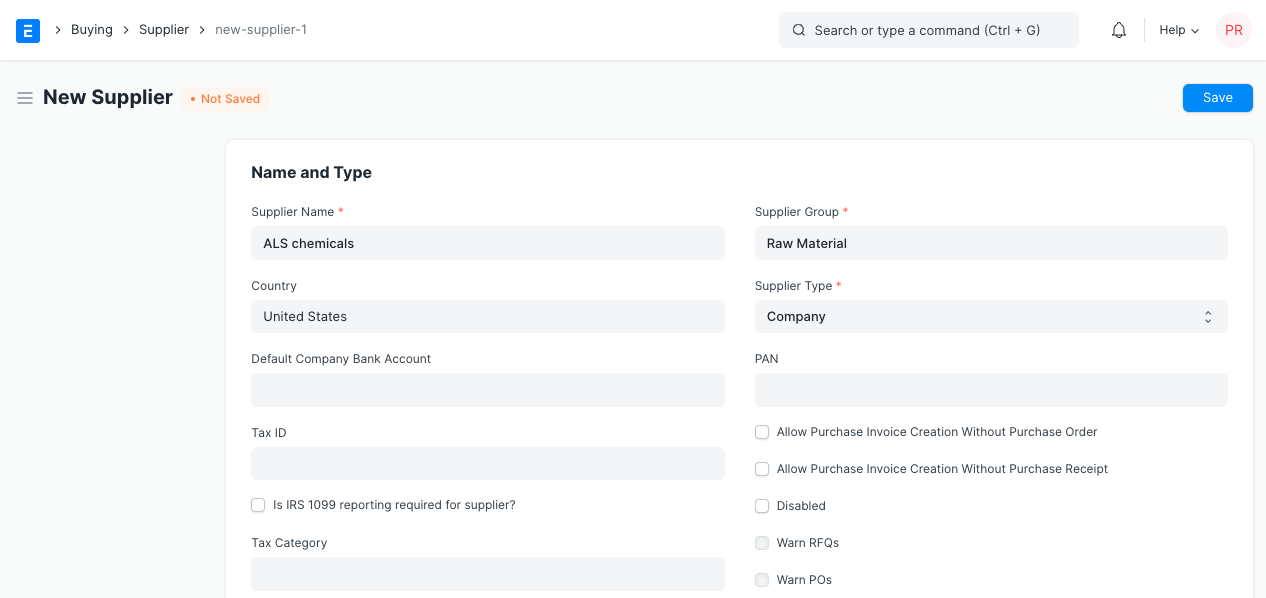 E
Buying
Supplier
new-supplier-1
Search or type a command (Ctrl + G)
Help
PR
New Supplier
• Not Saved
Save
Name and Type
Supplier Name *
ALS chemicals
Supplier Group *
Raw Material
Country
United States
Supplier Type *
Company
Default Company Bank Account
PAN
Tax ID
Allow Purchase Invoice Creation Without Purchase Order
Allow Purchase Invoice Creation Without Purchase Receipt
Is IRS 1099 reporting required for supplier?
Disabled
Tax Category
Warn RFQs
Warn POs